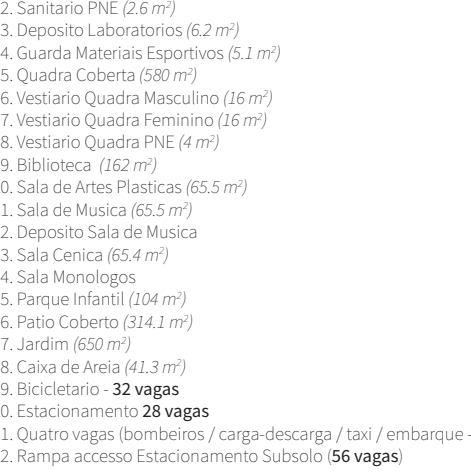 2. Sanitario PNE (2.6 m²)
3. Deposito Laboratorios (6.2 m²)
4. Guarda Materiais Esportivos (5.1 m²)
5. Quadra Coberta (580 m²)
6. Vestiario Quadra Masculino (16 m²)
7. Vestiario Quadra Feminino (16 m²)
8. Vestiario Quadra PNE (4 m²)
9. Biblioteca  (162 m²)
0. Sala de Artes Plasticas (65.5 m²)
1. Sala de Musica (65.5 m²)
2. Deposito Sala de Musica
3. Sala Cenica (65.4 m²)
4. Sala Monologos
5. Parque Infantil (104 m²)
6. Patio Coberto (314.1 m²)
7. Jardim (650 m²)
8. Caixa de Areia (41.3 m²)
9. Bicicletario - 32 vagas
0. Estacionamento 28 vagas
1. Quatro vagas (bombeiros / carga-descarga / taxi / embarque -
2. Rampa accesso Estacionamento Subsolo (56 vagas)